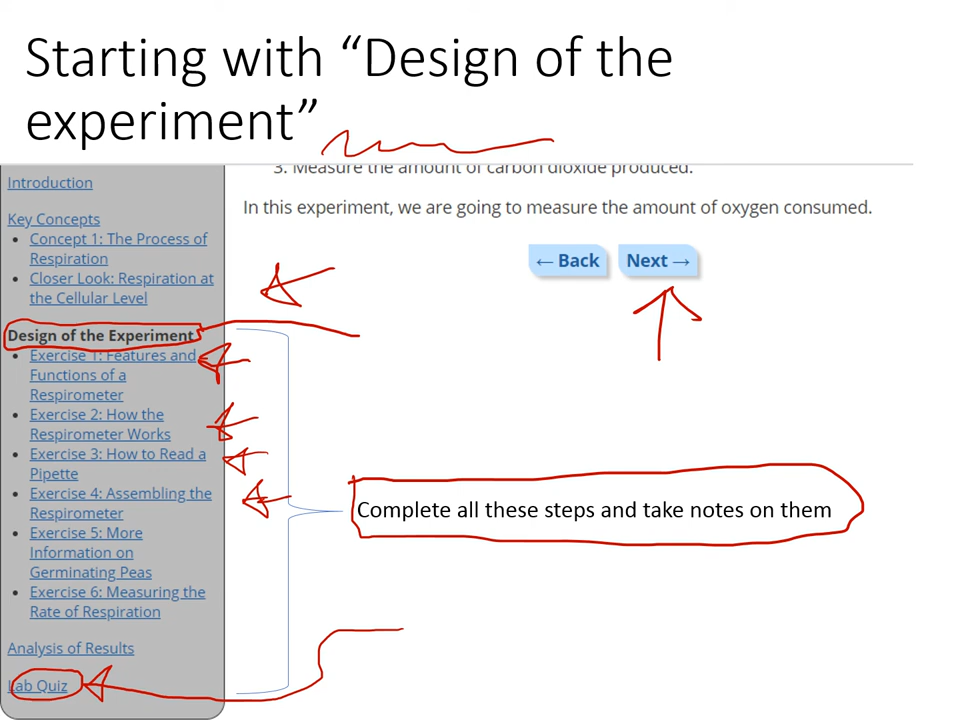 Starting with “Design of the
experiment”
3. Measure the amount of carbon dioxide produced.
In this experiment, we are going to measure the amount of oxygen consumed.
← Back
Next →
Introduction
Key Concepts
• Concept 1: The Process of
Respiration
• Closer Look: Respiration at
the Cellular Level
Design of the Experiment
• Exercise 1: Features and
Functions of a
Respirometer
• Exercise 2: How the
Respirometer Works
• Exercise 3: How to Read a
Pipette
• Exercise 4: Assembling the
Respirometer
• Exercise 5: More
Information on
Germinating Peas
• Exercise 6: Measuring the
Rate of Respiration
Analysis of Results
Lab Quiz
Complete all these steps and take notes on them